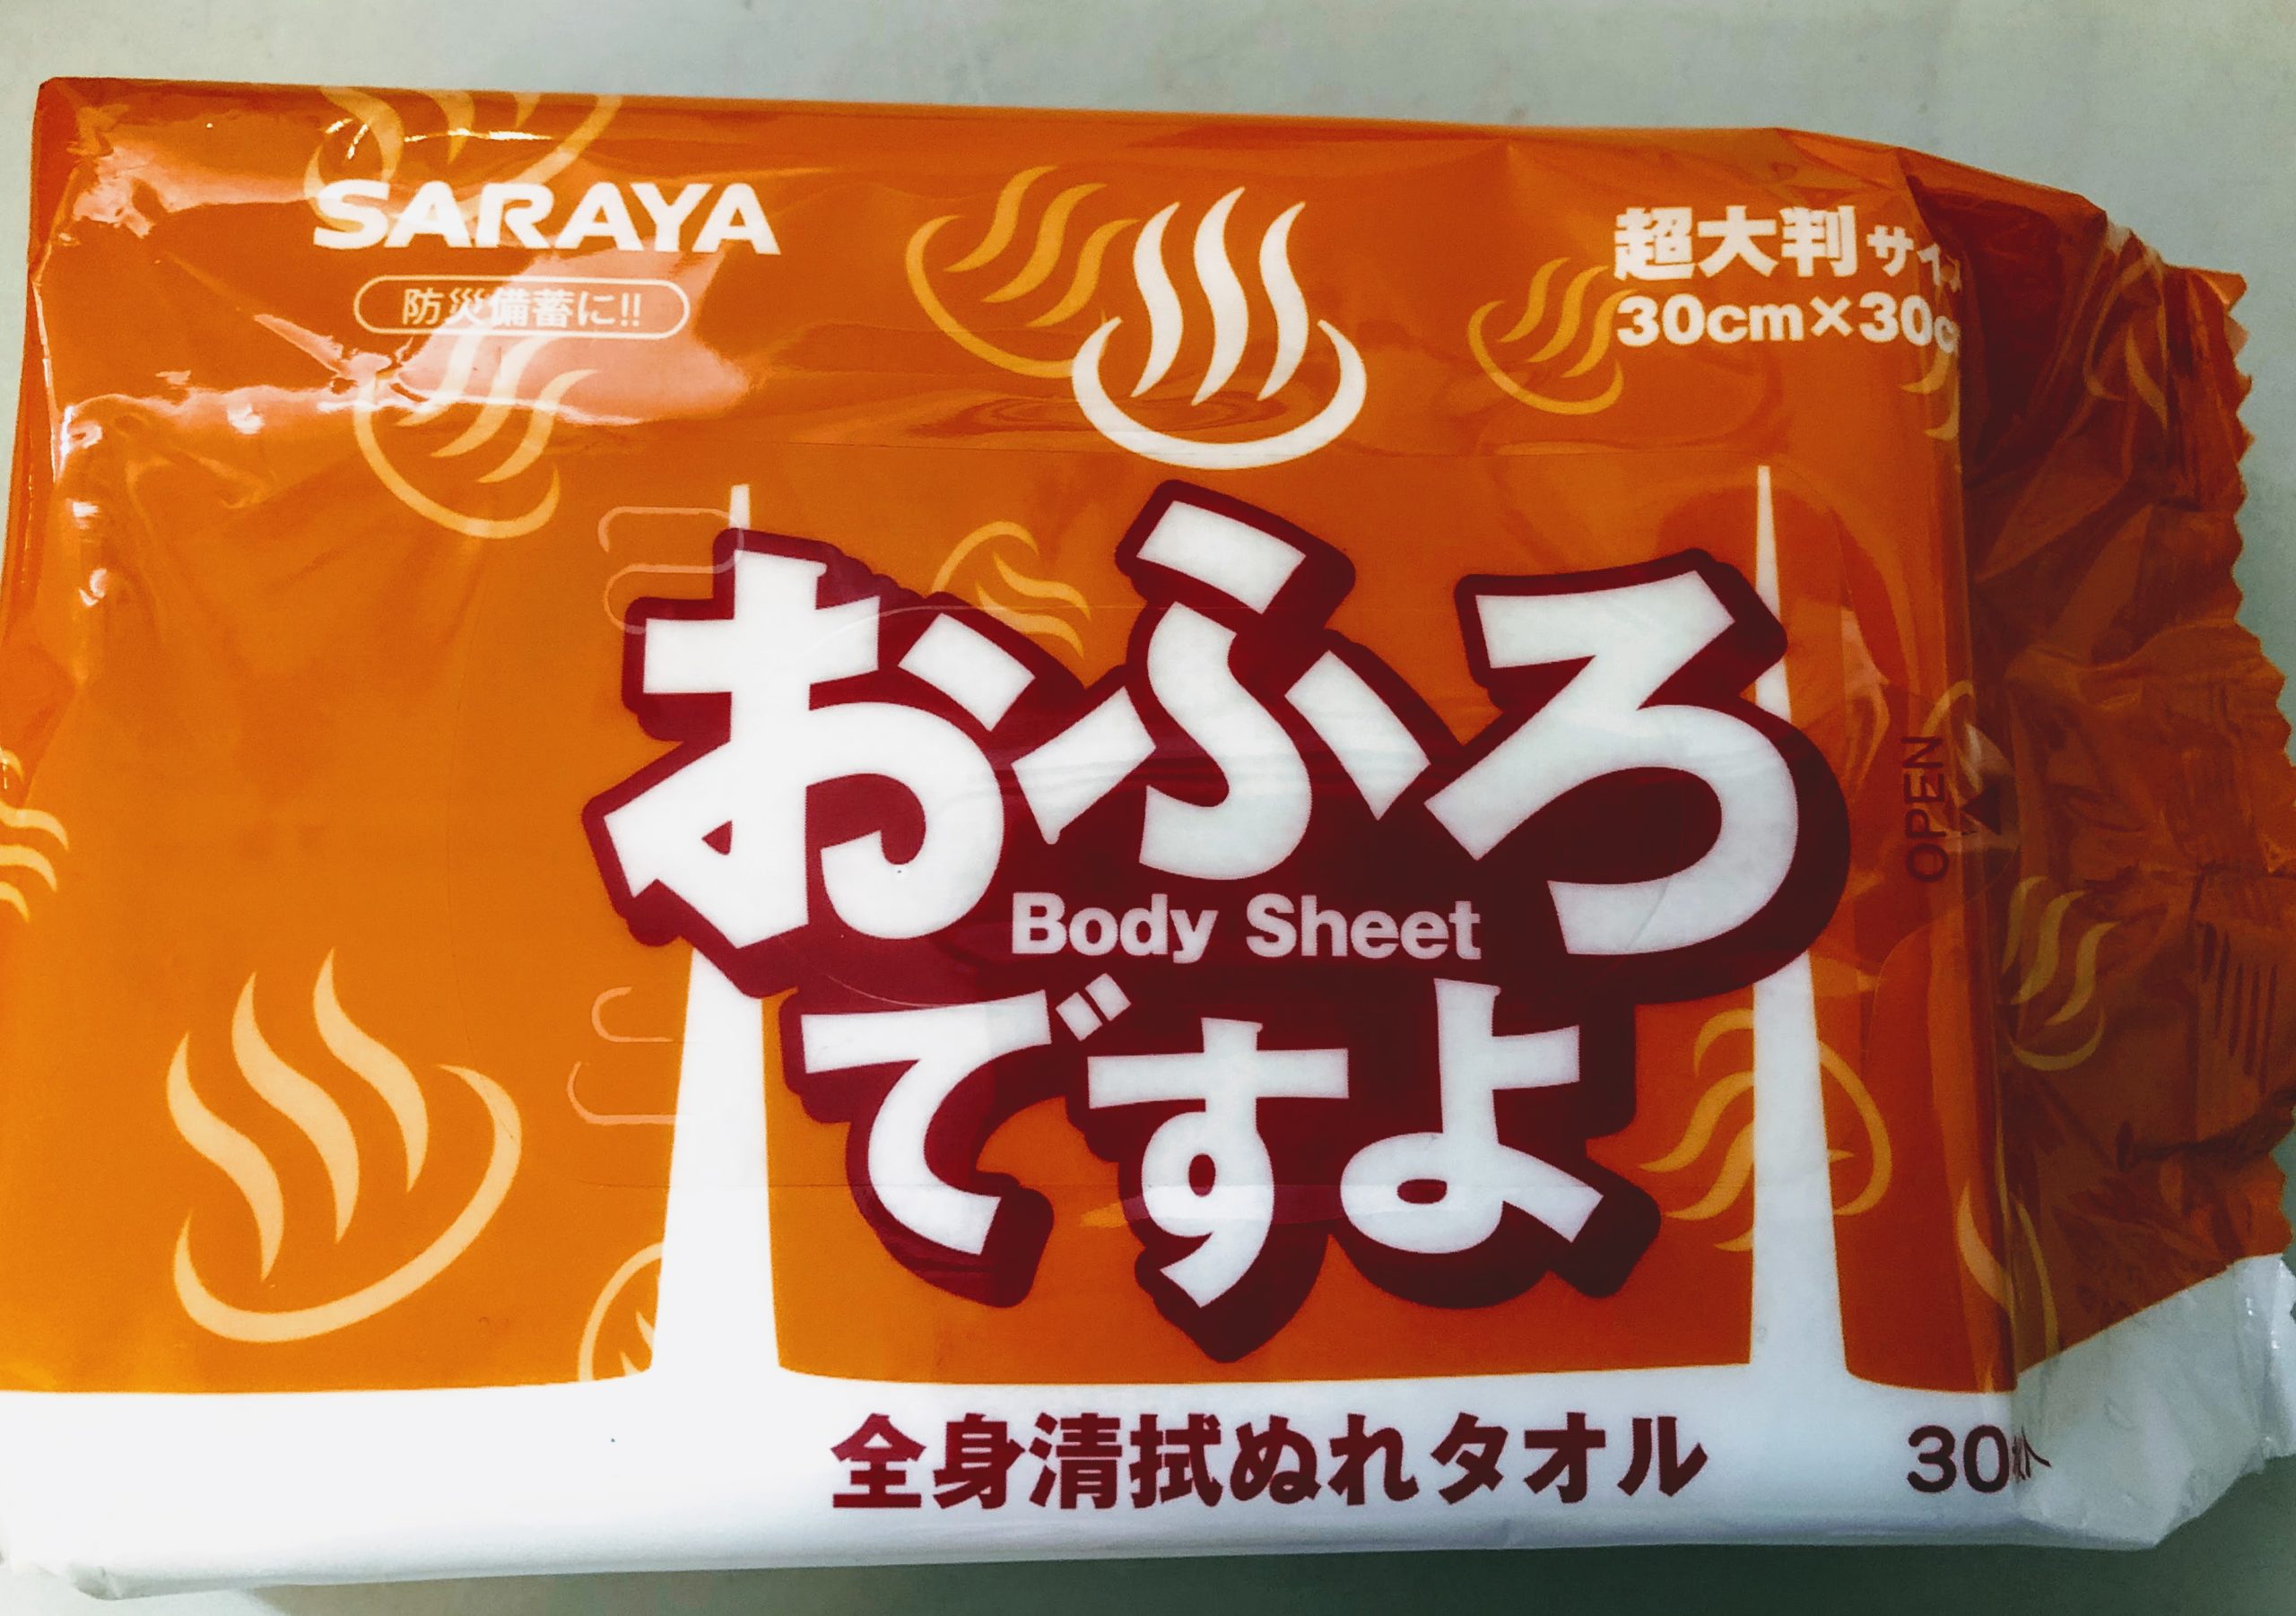 SARAYA
防災備蓄に!!
超大判サイ
30cm×30c
おふろ
Body Sheet
ですよ
OPEN
全身清拭ぬれタオル
30